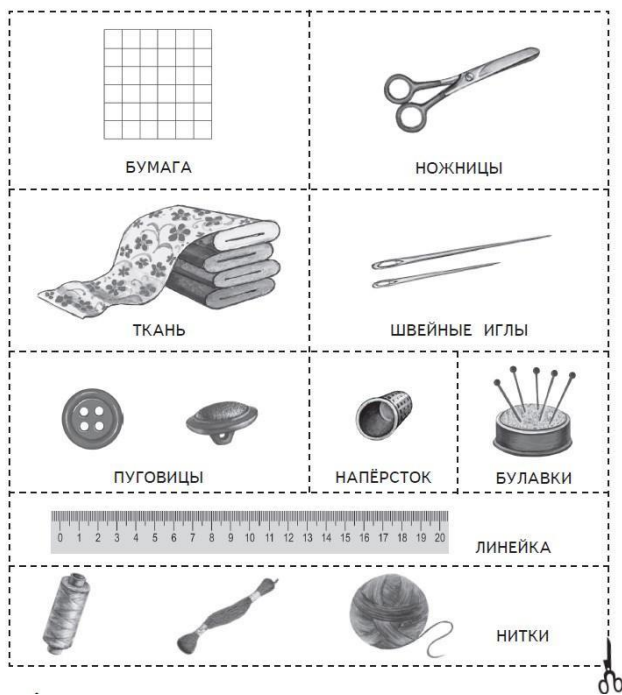 БУМАГА
НОЖНИЦЫ
ТКАНЬ
ШВЕЙНЫЕ ИГЛЫ
ПУГОВИЦЫ
НАПЁРСТОК
БУЛАВКИ
0 1 2 3 4 5 6 7 8 9 10 11 12 13 14 15 16 17 18 19 20
ЛИНЕЙКА
НИТКИ